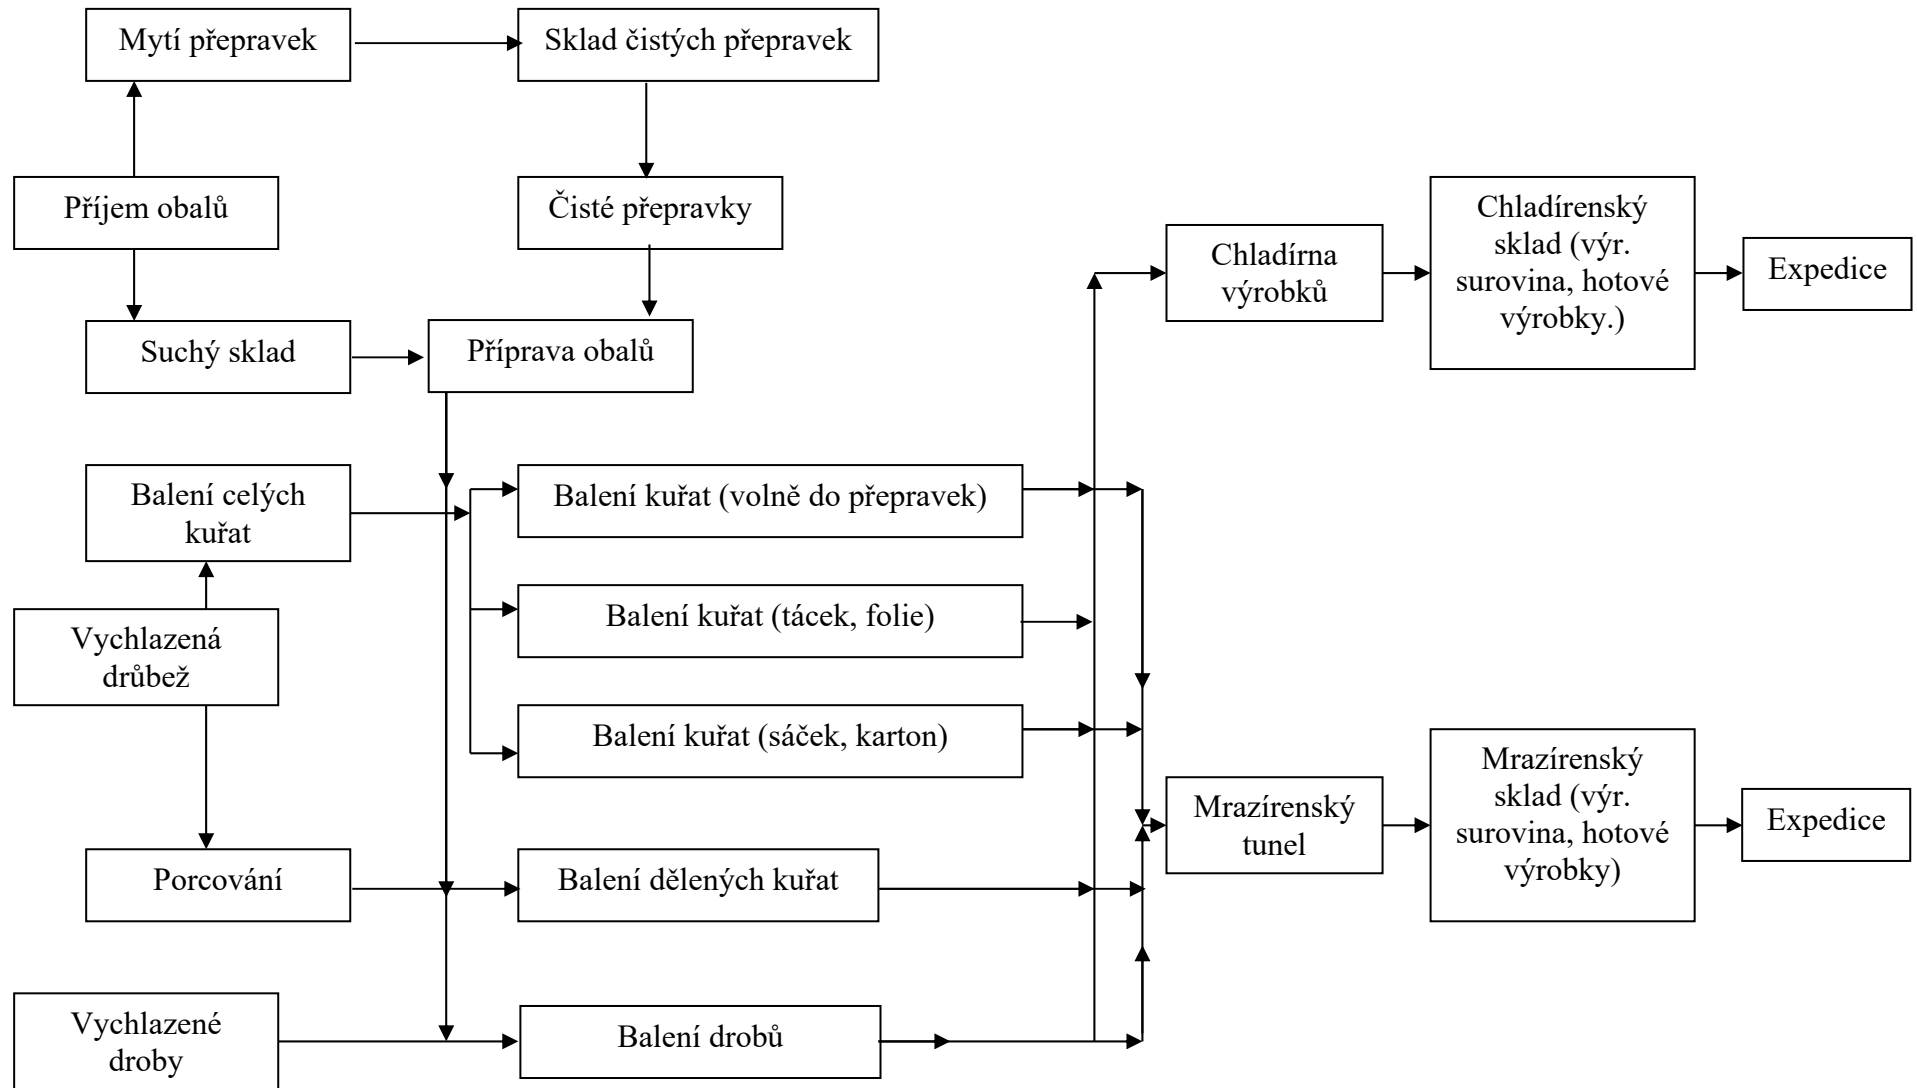 Mytí přepravek
Sklad čistých přepravek
Příjem obalů
Čisté přepravky
Chladírna
výrobků
Chladírenský
sklad (výr.
surovina, hotové
výrobky.)
Expedice
Suchý sklad
Příprava obalů
Balení celých
kuřat
Balení kuřat (volně do přepravek)
Balení kuřat (tácek, folie)
Vychlazená
drůbež
Balení kuřat (sáček, karton)
Mrazírenský
tunel
Mrazírenský
sklad (výr.
surovina, hotové
výrobky)
Expedice
Porcování
Balení dělených kuřat
Vychlazené
droby
Balení drobů